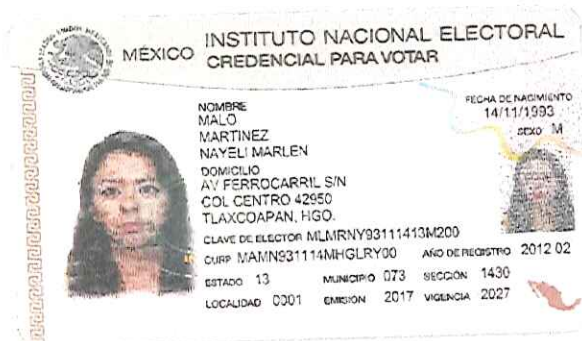 MÉXICO
INSTITUTO NACIONAL ELECTORAL
CREDENCIAL PARA VOTAR
NOMBRE
MALO
MARTINEZ
NAYELI MARLEN
FECHA DE NACIMIENTO
14/11/1993
SEXO M
DOMICILIO
AV FERROCARRIL S/N
COL CENTRO 42950
TLAXCOAPAN, HGO.
CLAVE DE ELECTOR MLMRNY93111413M200
CURP MAMN931114MHGLRY00 AÑO DE REGISTRO 2012 02
ESTADO 13 MUNICIPIO 073 SECCIÓN 1430
LOCALIDAD 0001 EMISIÓN 2017 VIGENCIA 2027